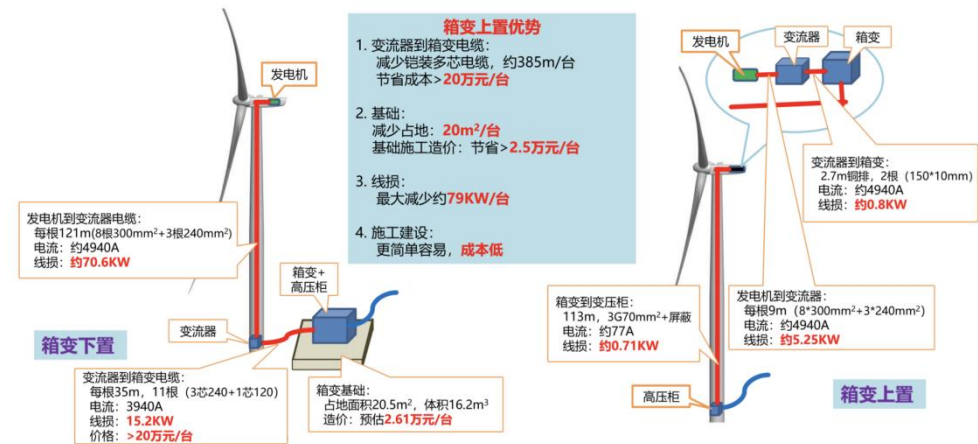 箱变上置优势
1. 变流器到箱变电缆：
减少铠装多芯电缆，约385m/台
节省成本>20万元/台
2. 基础：
减少占地：20m²/台
基础施工造价：节省>2.5万元/台
3. 线损：
最大减少约79KW/台
4. 施工建设：
更简单容易，成本低
发电机
发电机到变流器电缆：
每根121m(8根300mm²+3根240mm²)
电流：约4940A
线损：约70.6KW
箱变+
高压柜
变流器
箱变下置
变流器到箱变电缆：
每根35m，11根（3芯240+1芯120）
电流：3940A
线损：15.2KW
价格：>20万元/台
箱变基础：
占地面积20.5m²，体积16.2m³
造价：预估2.61万元/台
发电机
变流器
箱变
变流器到箱变：
2.7m铜排，2根（150*10mm）
电流：约4940A
线损：约0.8KW
箱变到变压柜：
113m，3G70mm²+屏蔽
电流：约77A
线损：约0.71KW
发电机到变流器：
每根9m（8*300mm²+3*240mm²）
电流：约4940A
线损：约5.25KW
高压柜
箱变上置